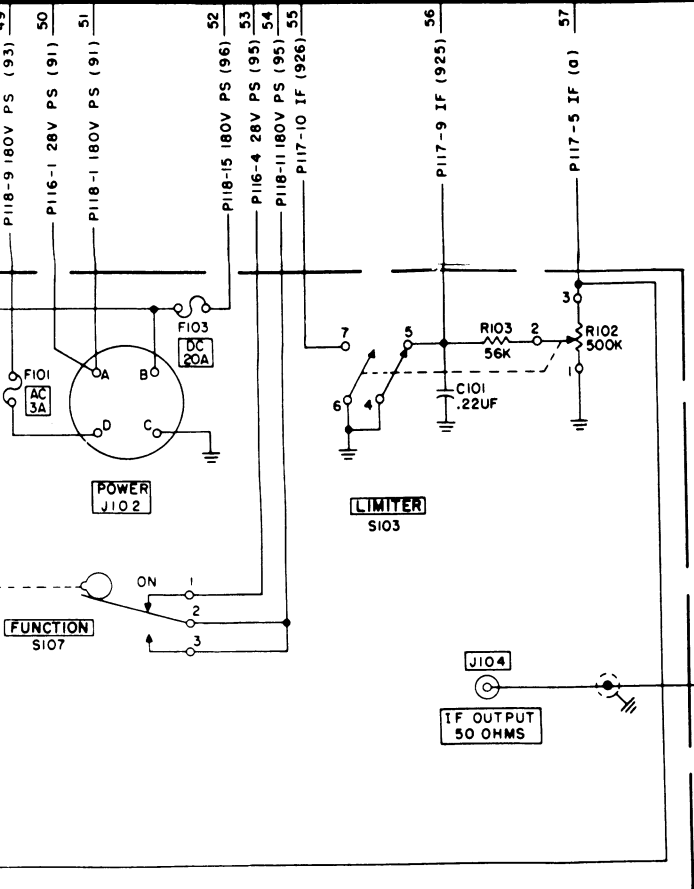 49
50
51
52
53
54
55
56
57
P118-9 180V PS (93)
P116-1 28V PS (91)
P118-1 180V PS (91)
P118-15 180V PS (96)
P116-4 28V PS (95)
P118-11 180V PS (95)
P117-10 IF (926)
P117-9 IF (925)
P117-5 IF (a)
F103
DC
20A
F101
AC
3A
A
B
D
C
POWER
J102
7
5
6
4
R103
56K
2
3
R102
500K
1
C101
.22UF
LIMITER
S103
ON
1
2
3
FUNCTION
S107
J104
IF OUTPUT
50 OHMS